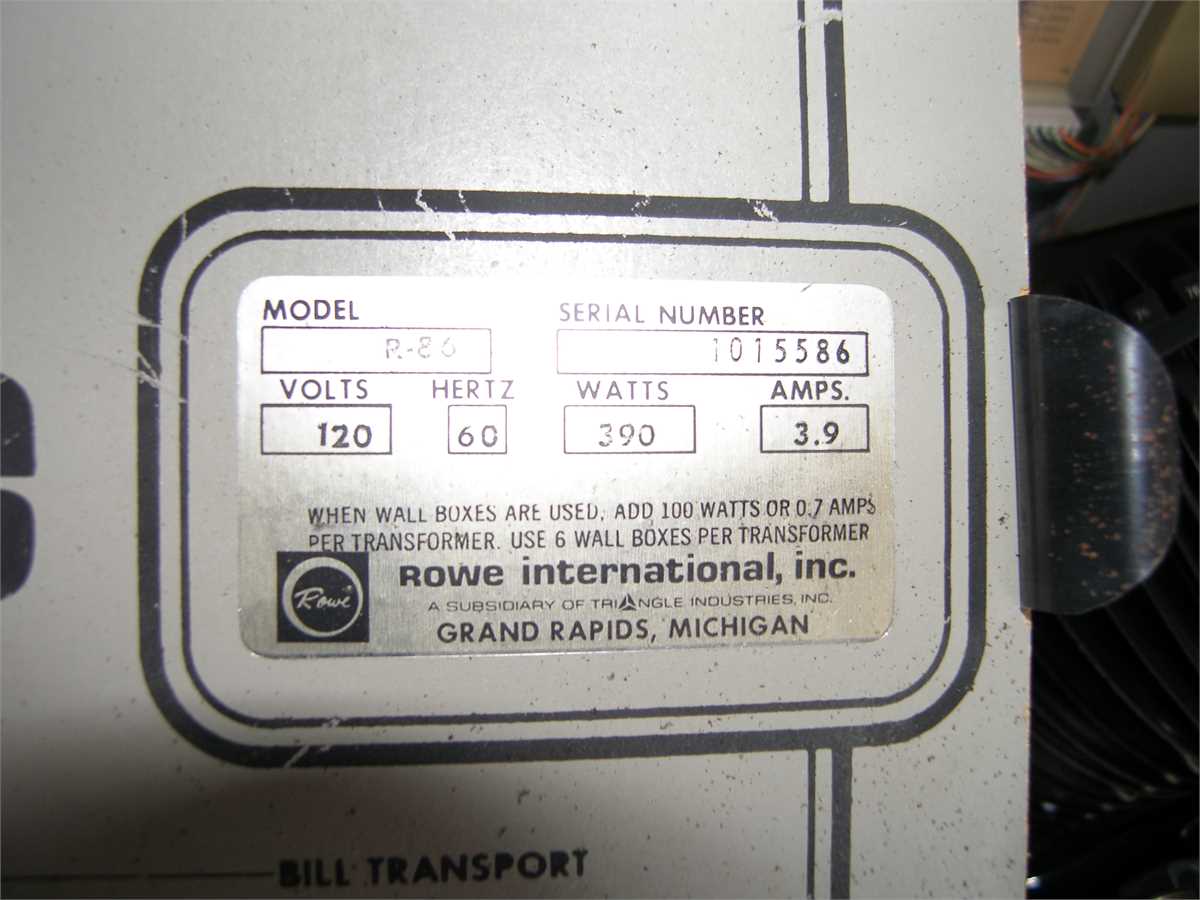 MODEL SERIAL NUMBER
R-86 1015586
VOLTS HERTZ WATTS AMPS.
120 60 390 3.9
WHEN WALL BOXES ARE USED, ADD 100 WATTS OR 0.7 AMPS
PER TRANSFORMER. USE 6 WALL BOXES PER TRANSFORMER
Rowe
Rowe international, inc.
A SUBSIDIARY OF TRIANGLE INDUSTRIES, INC.
GRAND RAPIDS, MICHIGAN
BILL TRANSPORT